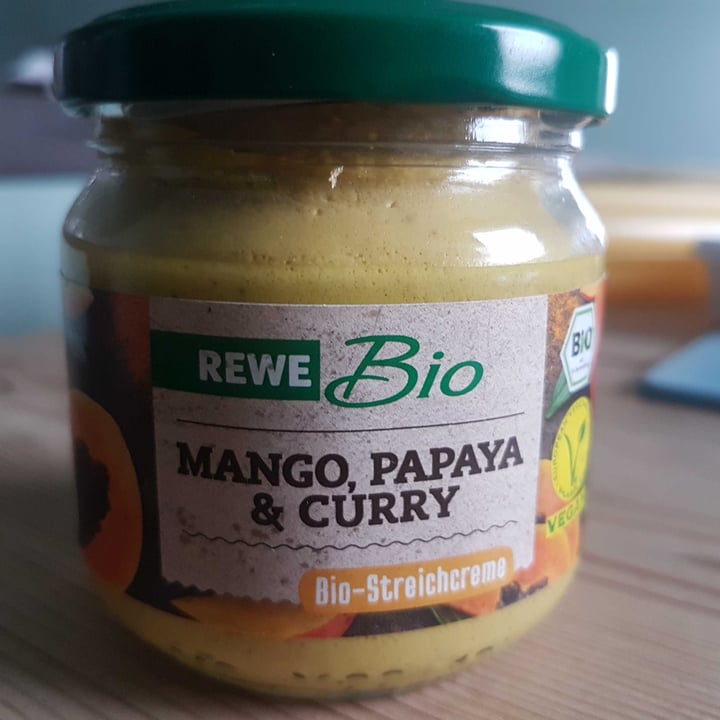 REWE Bio
BIO
MANGO, PAPAYA
& CURRY
VEGAN
Bio-Streichcreme